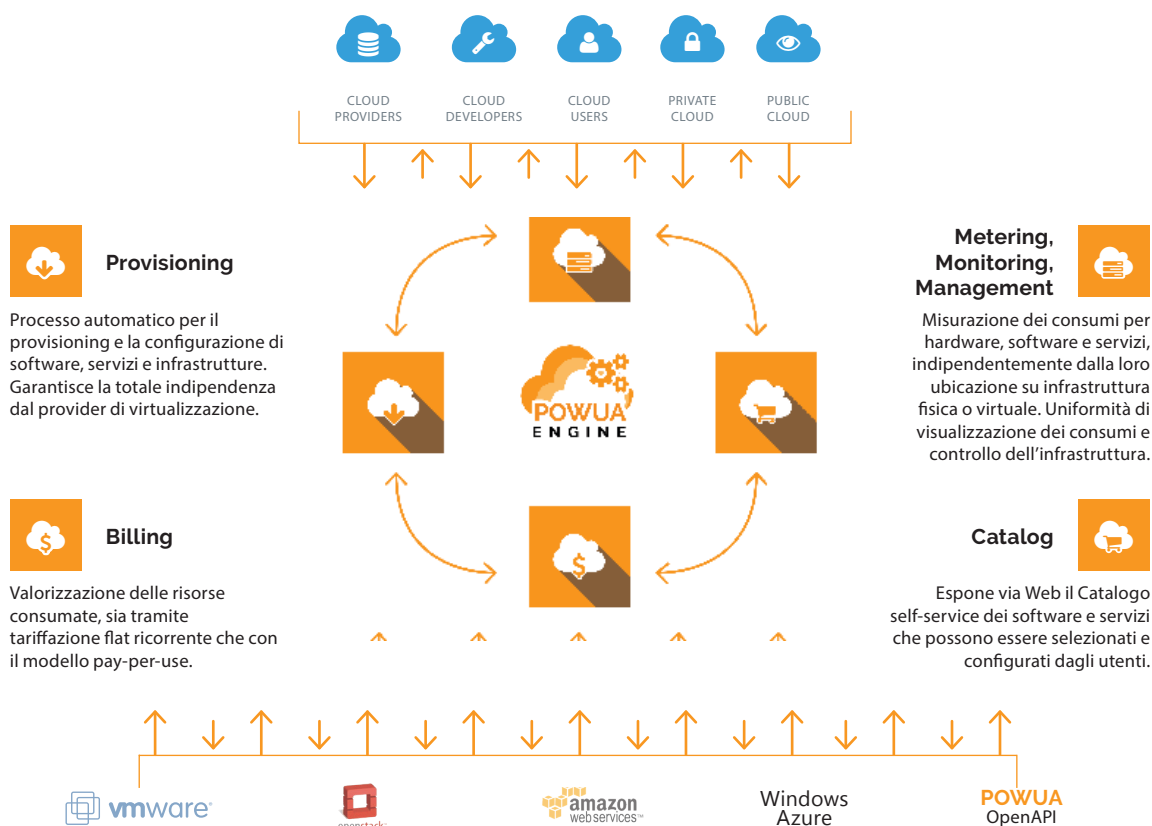 CLOUD
PROVIDERS
CLOUD
DEVELOPERS
CLOUD
USERS
PRIVATE
CLOUD
PUBLIC
CLOUD
Provisioning
Processo automatico per il
provisioning e la configurazione di
software, servizi e infrastrutture.
Garantisce la totale indipendenza
dal provider di virtualizzazione.
Metering,
Monitoring,
Management
Misurazione dei consumi per
hardware, software e servizi,
indipendentemente dalla loro
ubicazione su infrastruttura
fisica o virtuale. Uniformità di
visualizzazione dei consumi e
controllo dell’infrastruttura.
POWUA
ENGINE
$
$
Billing
Valorizzazione delle risorse
consumate, sia tramite
tariffazione flat ricorrente che con
il modello pay-per-use.
Catalog
Espone via Web il Catalogo
self-service dei software e servizi
che possono essere selezionati e
configurati dagli utenti.
vmware
openstack
amazon
webservices™
Windows
Azure
POWUA
OpenAPI